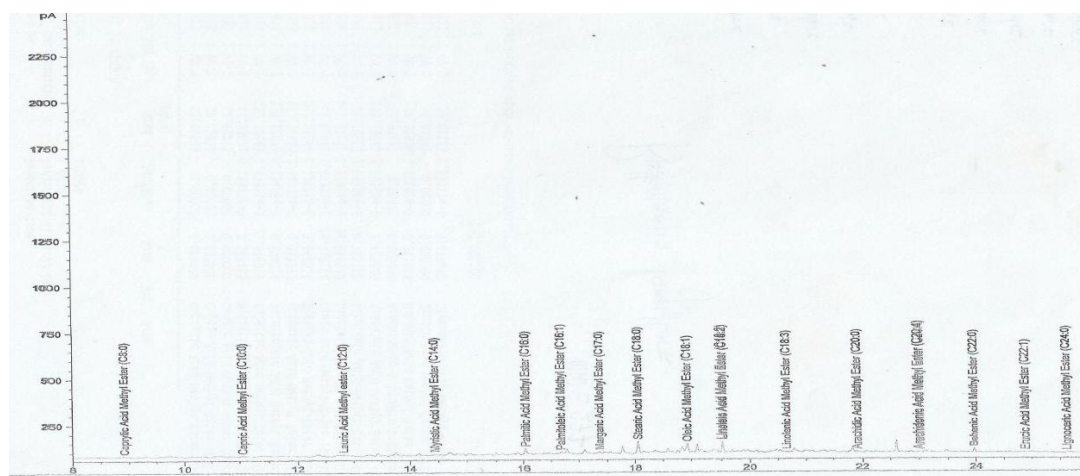 pA
2250
2000
1750
1500
1250
1000
750
500
250
Caprylic Acid Methyl Ester (C8:0)
Capric Acid Methyl Ester (C10:0)
Lauric Acid Methyl ester (C12:0)
Myristic Acid Methyl Ester (C14:0)
Palmitic Acid Methyl Ester (C16:0)
Palmitoleic Acid Methyl Ester (C16:1)
Margaric Acid Methyl Ester (C17:0)
Stearic Acid Methyl Ester (C18:0)
Oleic Acid Methyl Ester (C18:1)
Linoleic Acid Methyl Ester (C18:2)
Linolenic Acid Methyl Ester (C18:3)
Arachidic Acid Methyl Ester (C20:0)
Arachidonic Acid Methyl Ester (C20:4)
Behenic Acid Methyl Ester (C22:0)
Erucic Acid Methyl Ester (C22:1)
Lignoceric Acid Methyl Ester (C24:0)
8 10 12 14 16 18 20 22 24